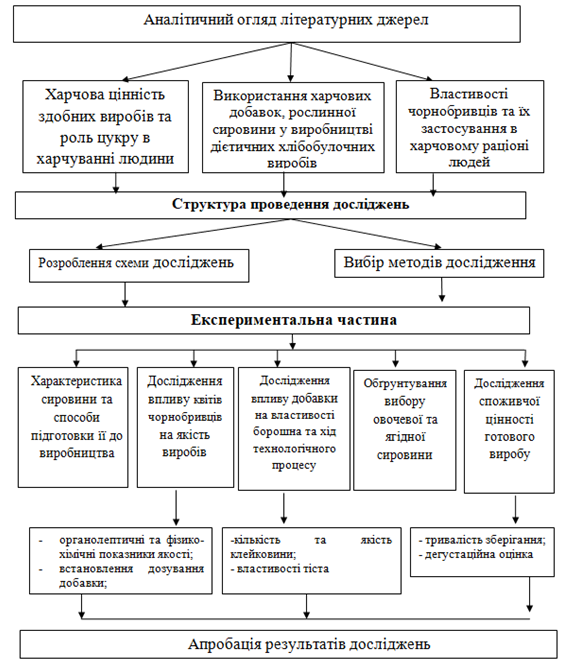 Аналітичний огляд літературних джерел
Харчова цінність
здобних виробів та
роль цукру в
харчуванні людини
Використання харчових
добавок, рослинної
сировини у виробництві
дієтичних хлібобулочних
виробів
Властивості
чорнобривців та їх
застосування в
харчовому раціоні
людей
Структура проведення досліджень
Розроблення схеми досліджень
Вибір методів дослідження
Експериментальна частина
Характеристика
сировини та
способи
підготовки її до
виробництва
Дослідження
впливу квітів
чорнобривців
на якість
виробів
Дослідження
впливу добавки
на властивості
борошна та хід
технологічного
процесу
Обґрунтування
вибору
овочевої та
ягідної
сировини
Дослідження
споживчої
цінності
готового
виробу
- органолептичні та фізико-
хімічні показники якості;
- встановлення дозування
добавки;
-кількість та якість
клейковини;
- властивості тіста
- тривалість зберігання;
- дегустаційна оцінка
Апробація результатів досліджень